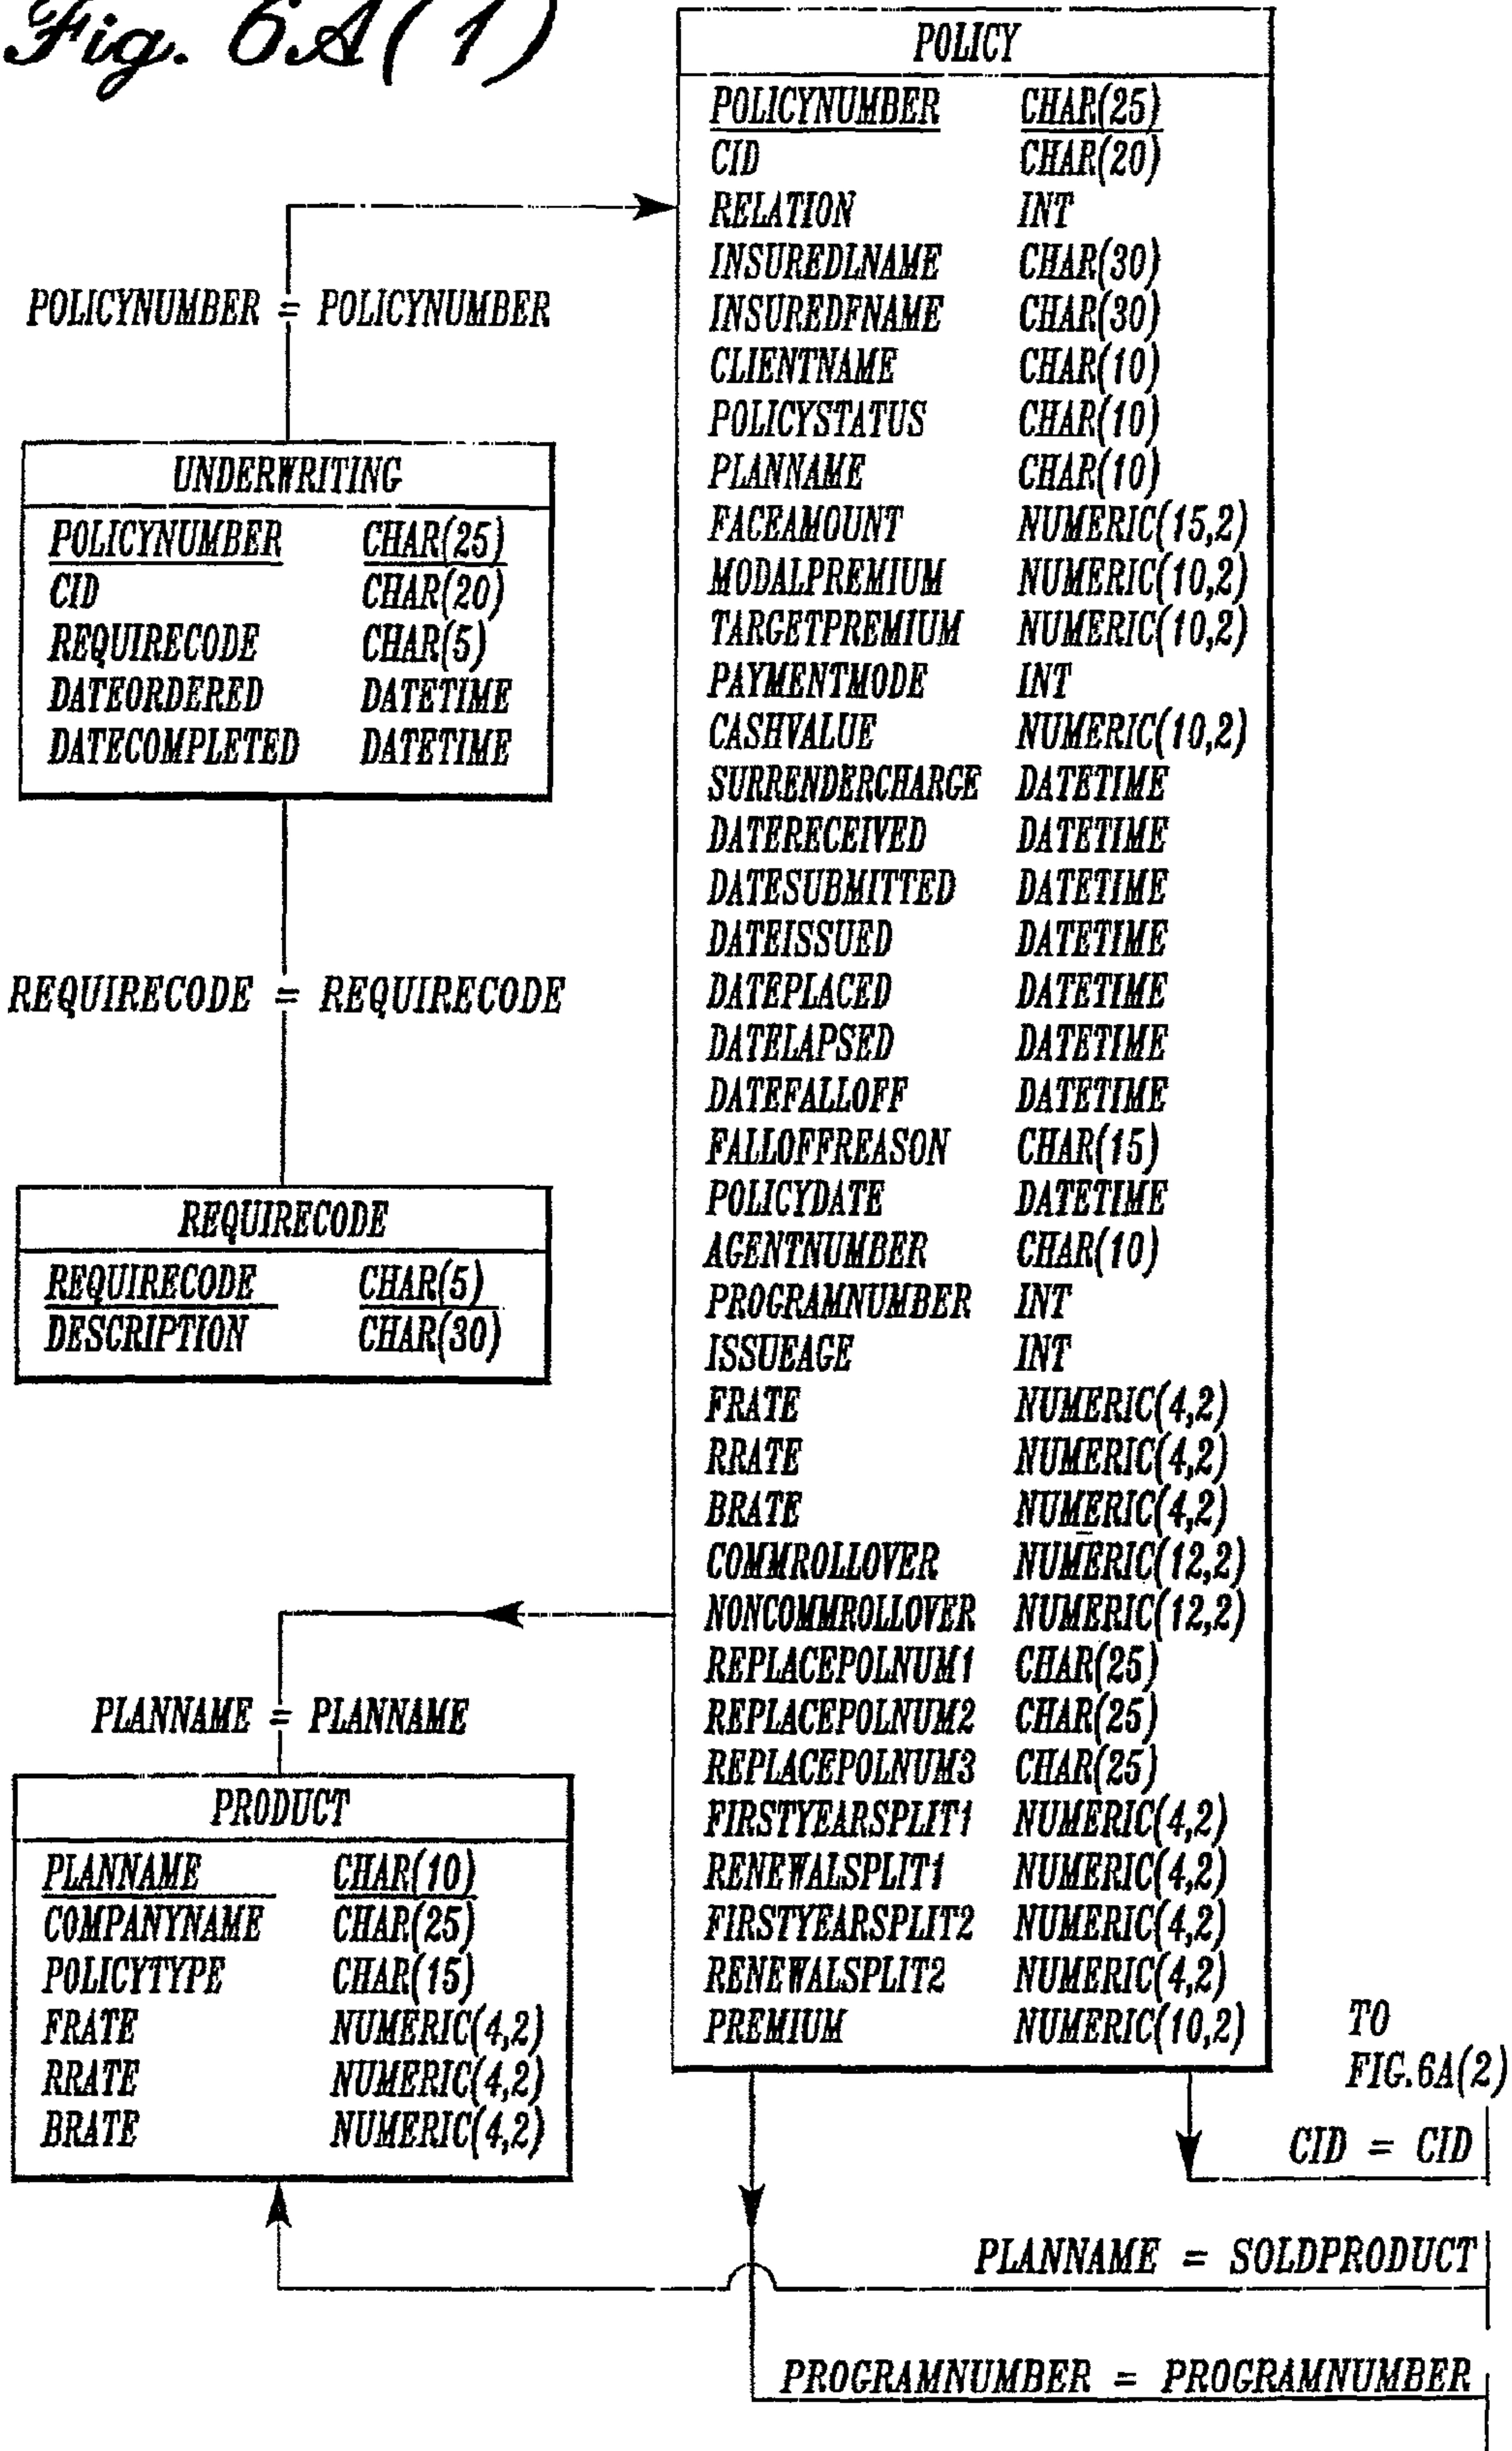 Fig. 6A(1)
POLICY
POLICYNUMBER CHAR(25)
CID CHAR(20)
RELATION INT
INSUREDLNAME CHAR(30)
INSUREDFNAME CHAR(30)
CLIENTNAME CHAR(10)
POLICYSTATUS CHAR(10)
PLANNAME CHAR(10)
FACEAMOUNT NUMERIC(15,2)
MODALPREMIUM NUMERIC(10,2)
TARGETPREMIUM NUMERIC(10,2)
PAYMENTMODE INT
CASHVALUE NUMERIC(10,2)
SURRENDERCHARGE DATETIME
DATERECEIVED DATETIME
DATESUBMITTED DATETIME
DATEISSUED DATETIME
DATEPLACED DATETIME
DATELAPSED DATETIME
DATEFALLOFF DATETIME
FALLOFFREASON CHAR(15)
POLICYDATE DATETIME
AGENTNUMBER CHAR(10)
PROGRAMNUMBER INT
ISSUEAGE INT
FRATE NUMERIC(4,2)
RRATE NUMERIC(4,2)
BRATE NUMERIC(4,2)
COMMROLLOVER NUMERIC(12,2)
NONCOMMROLLOVER NUMERIC(12,2)
REPLACEPOLNUM1 CHAR(25)
REPLACEPOLNUM2 CHAR(25)
REPLACEPOLNUM3 CHAR(25)
FIRSTYEARSPLIT1 NUMERIC(4,2)
RENEWALSPLIT1 NUMERIC(4,2)
FIRSTYEARSPLIT2 NUMERIC(4,2)
RENEWALSPLIT2 NUMERIC(4,2)
PREMIUM NUMERIC(10,2)
POLICYNUMBER = POLICYNUMBER
UNDERWRITING
POLICYNUMBER CHAR(25)
CID CHAR(20)
REQUIRECODE CHAR(5)
DATEORDERED DATETIME
DATECOMPLETED DATETIME
REQUIRECODE = REQUIRECODE
REQUIRECODE
REQUIRECODE CHAR(5)
DESCRIPTION CHAR(30)
PLANNAME = PLANNAME
PRODUCT
PLANNAME CHAR(10)
COMPANYNAME CHAR(25)
POLICYTYPE CHAR(15)
FRATE NUMERIC(4,2)
RRATE NUMERIC(4,2)
BRATE NUMERIC(4,2)
TO
FIG.6A(2)
CID = CID
PLANNAME = SOLDPRODUCT
PROGRAMNUMBER = PROGRAMNUMBER